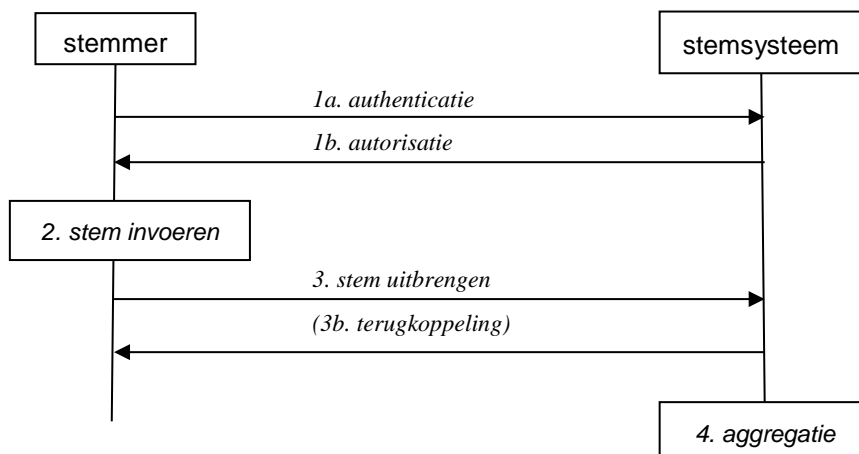 stemmer
stemsysteem
1a. authenticatie
1b. autorisatie
2. stem invoeren
3. stem uitbrengen
(3b. terugkoppeling)
4. aggregatie